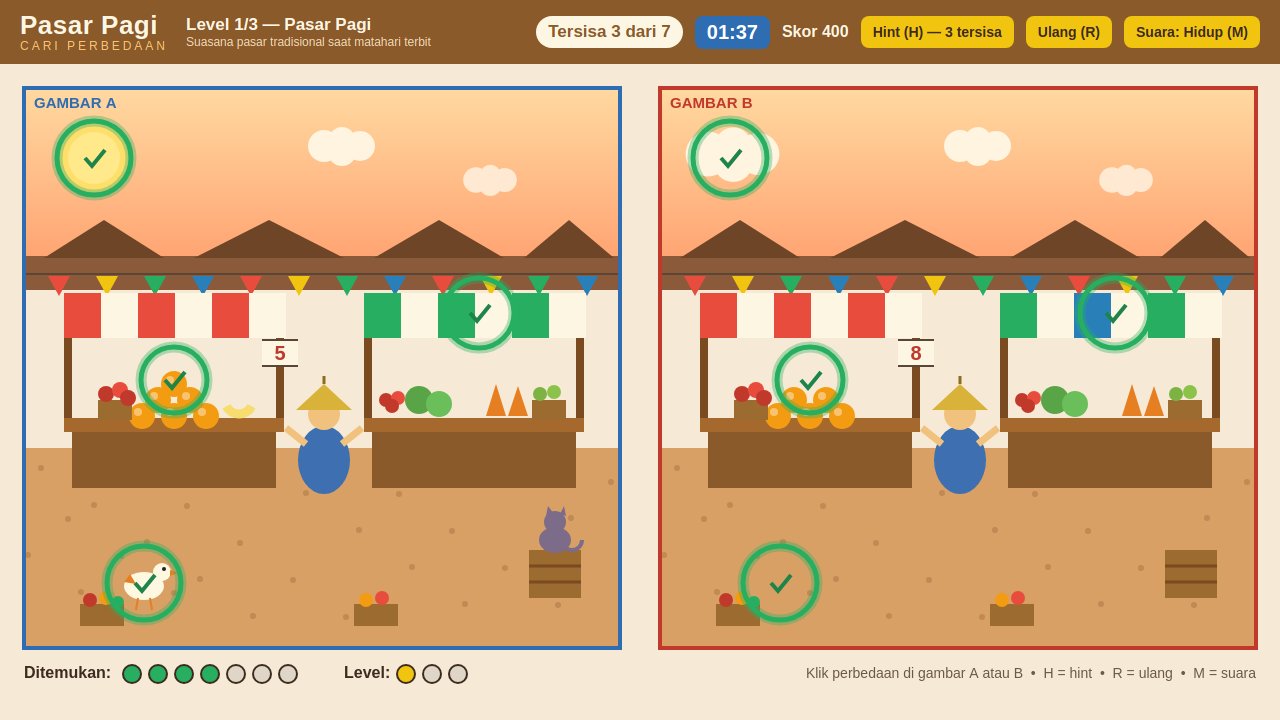 Pasar Pagi
CARI PERBEDAAN
Level 1/3 — Pasar Pagi
Suasana pasar tradisional saat matahari terbit
Tersisa 3 dari 7
01:37
Skor 400
Hint (H) — 3 tersisa
Ulang (R)
Suara: Hidup (M)
GAMBAR A
GAMBAR B
5
8
Ditemukan:
Level:
Klik perbedaan di gambar A atau B • H = hint • R = ulang • M = suara